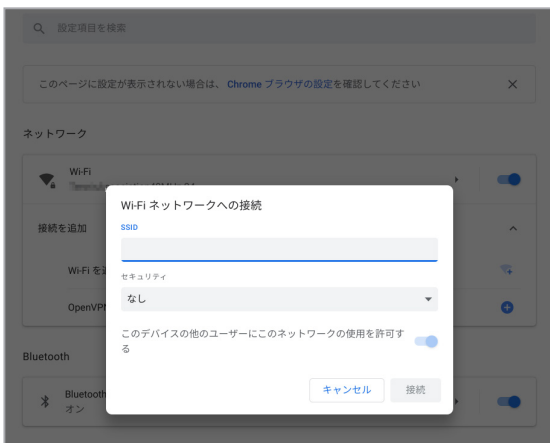 設定項目を検索
このページに設定が表示されない場合は、 Chrome ブラウザの設定を確認してください
ネットワーク
Wi-Fi
Wi-Fi ネットワークへの接続
接続を追加
SSID
Wi-Fi を
セキュリティ
なし
OpenVP
このデバイスの他のユーザーにこのネットワークの使用を許可す
る
Bluetooth
キャンセル
接続
Bluetooth
オン